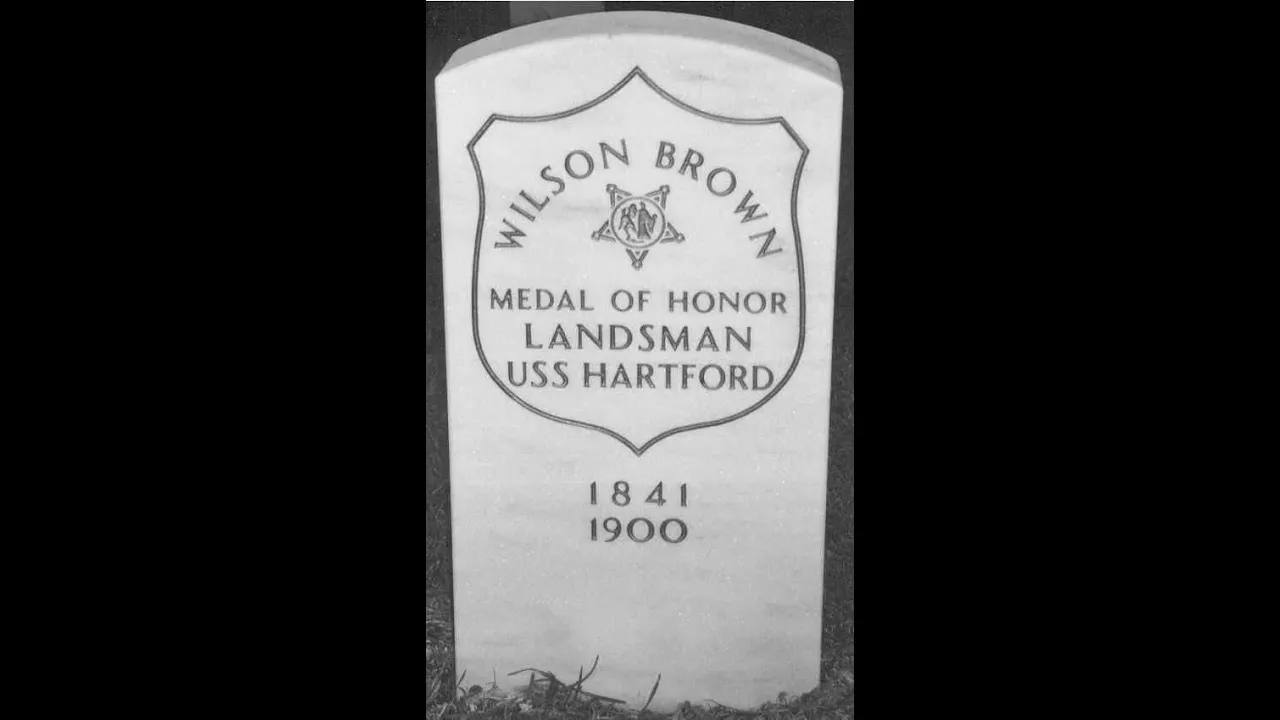 WILSON BROWN
MEDAL OF HONOR
LANDSMAN
USS HARTFORD
1841
1900